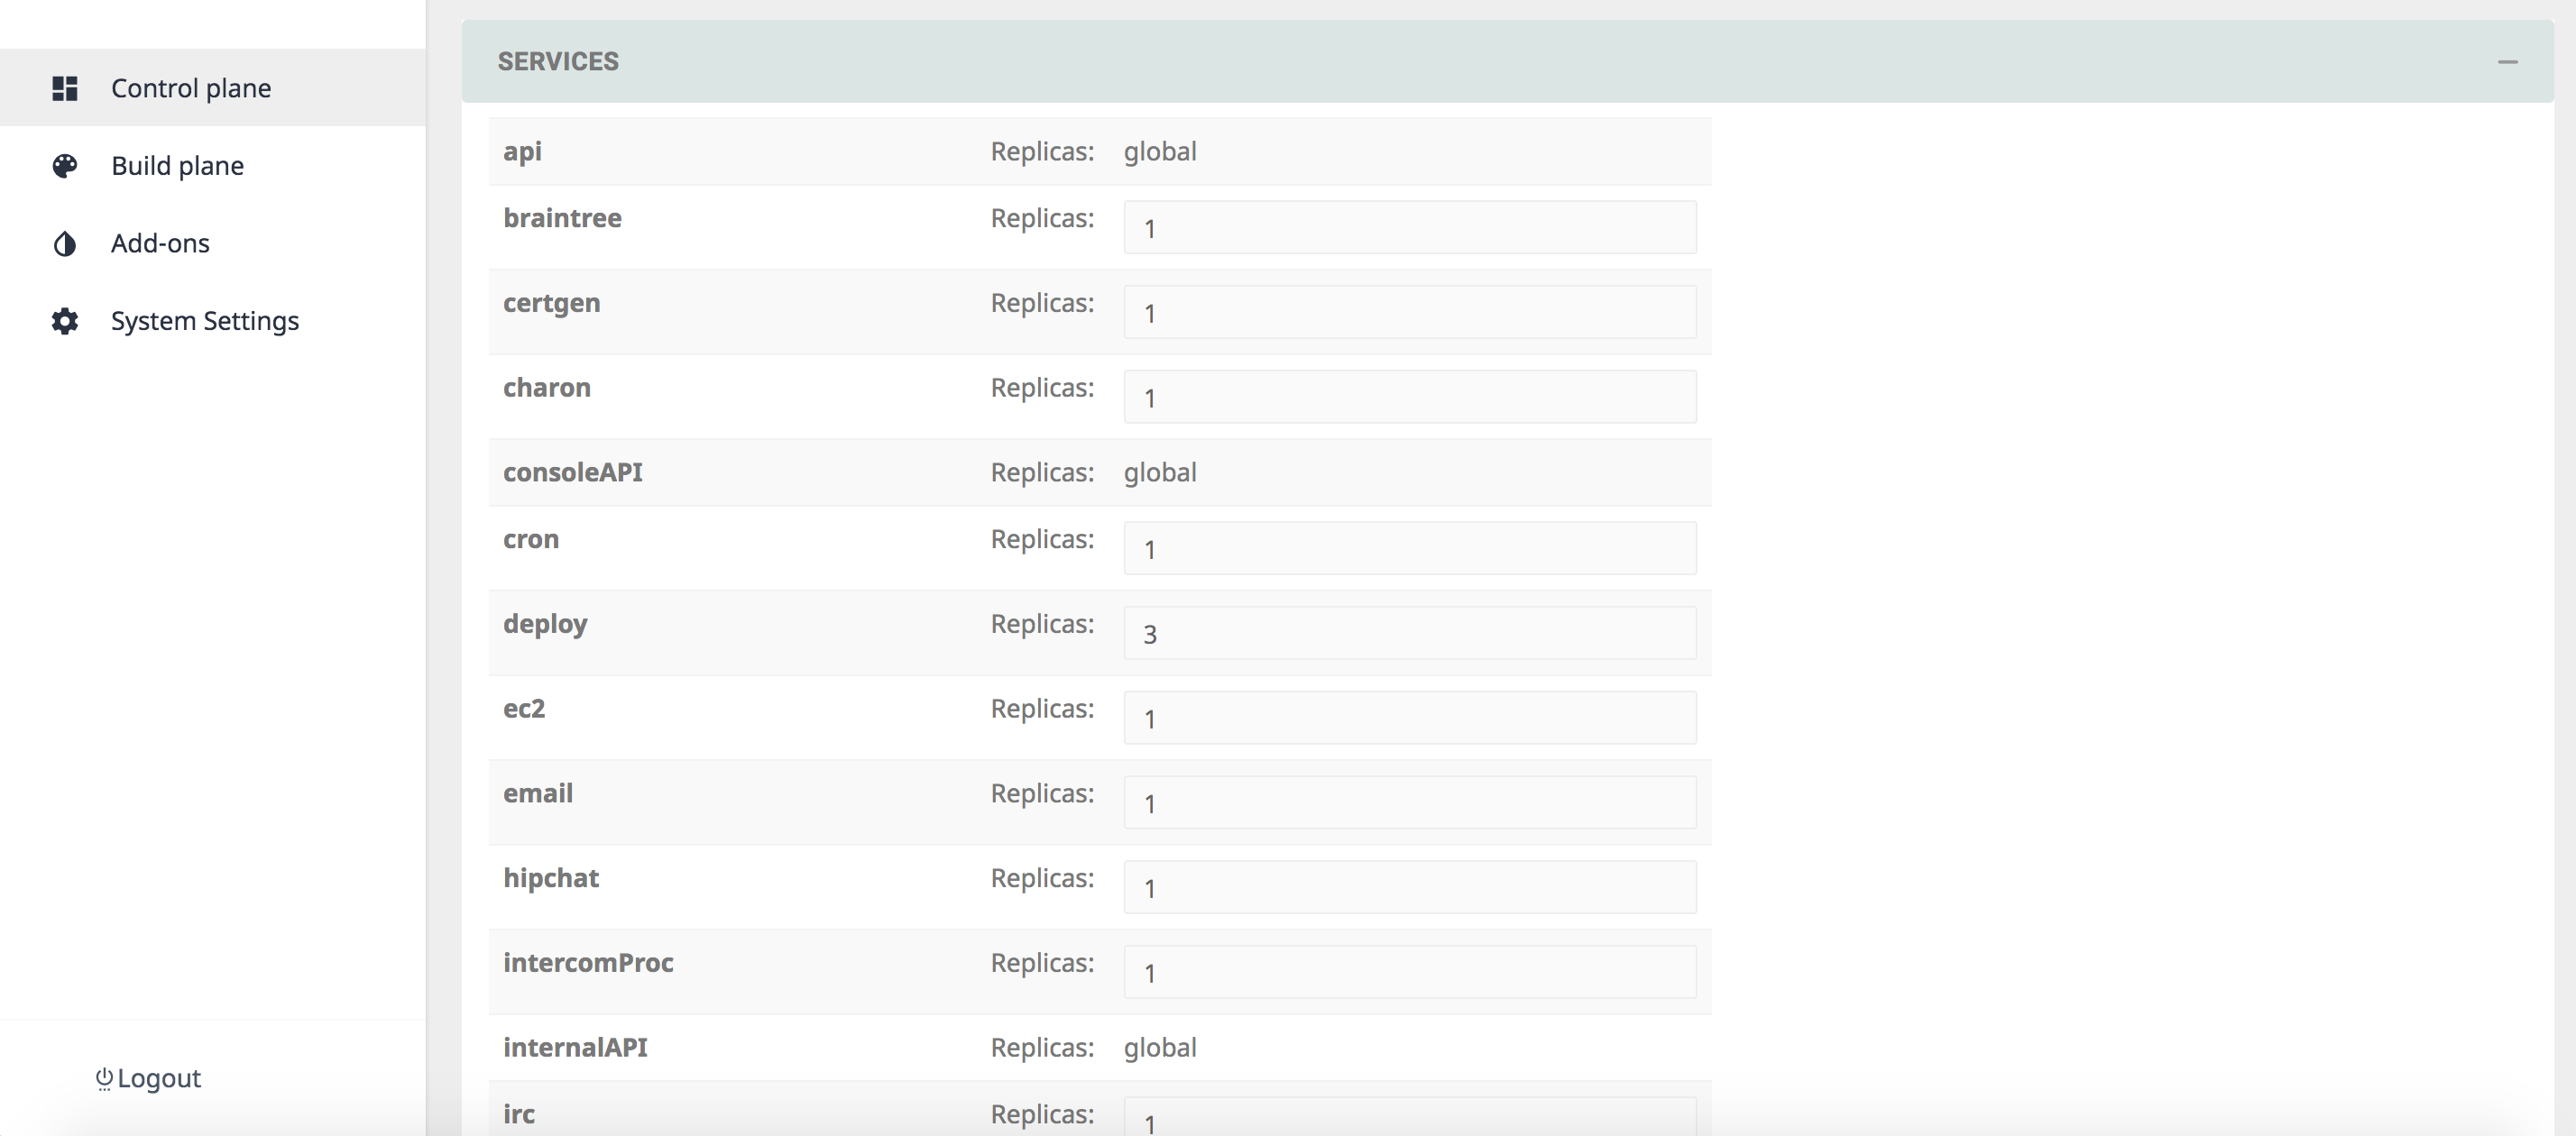 Control plane
Build plane
Add-ons
System Settings
Logout
SERVICES
api Replicas: global
braintree Replicas: 1
certgen Replicas: 1
charon Replicas: 1
consoleAPI Replicas: global
cron Replicas: 1
deploy Replicas: 3
ec2 Replicas: 1
email Replicas: 1
hipchat Replicas: 1
intercomProc Replicas: 1
internalAPI Replicas: global
irc Replicas: 1